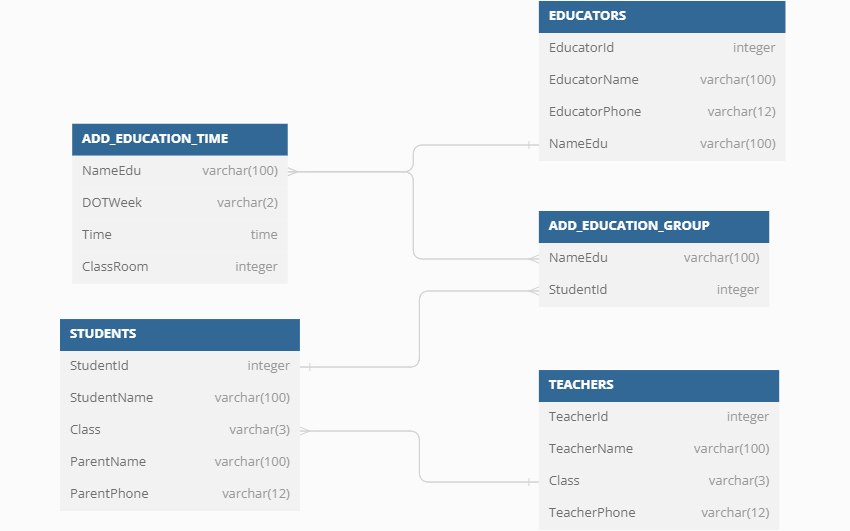 EDUCATORS
EducatorId integer
EducatorName varchar(100)
EducatorPhone varchar(12)
NameEdu varchar(100)
ADD_EDUCATION_TIME
NameEdu varchar(100)
DOTWeek varchar(2)
Time time
ClassRoom integer
ADD_EDUCATION_GROUP
NameEdu varchar(100)
StudentId integer
STUDENTS
StudentId integer
StudentName varchar(100)
Class varchar(3)
ParentName varchar(100)
ParentPhone varchar(12)
TEACHERS
TeacherId integer
TeacherName varchar(100)
Class varchar(3)
TeacherPhone varchar(12)